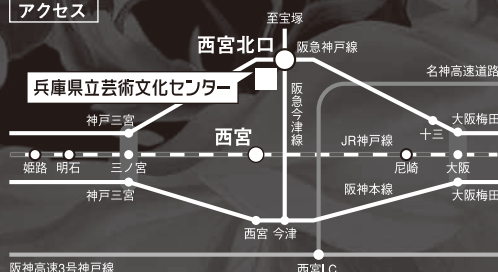 アクセス
至宝塚
西宮北口
阪急神戸線
兵庫県立芸術文化センター
名神高速道路
阪急今津線
神戸三宮
十三
大阪梅田
西宮
JR神戸線
姫路
明石
三ノ宮
尼崎
大阪
神戸三宮
阪神本線
大阪梅田
西宮
今津
阪神高速3号神戸線
西宮I.C.